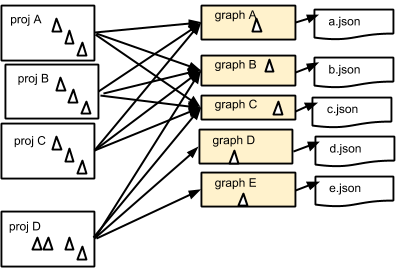 proj A
graph A
a.json
proj B
graph B
b.json
graph C
c.json
proj C
graph D
d.json
graph E
e.json
proj D